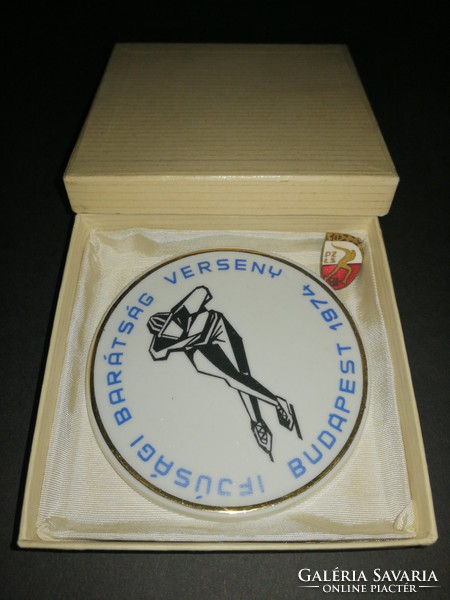 IFJÚSÁGI BARÁTSÁG VERSENY BUDAPEST 1974
GALÉRIA SAVARIA
ONLINE PIACTÉR